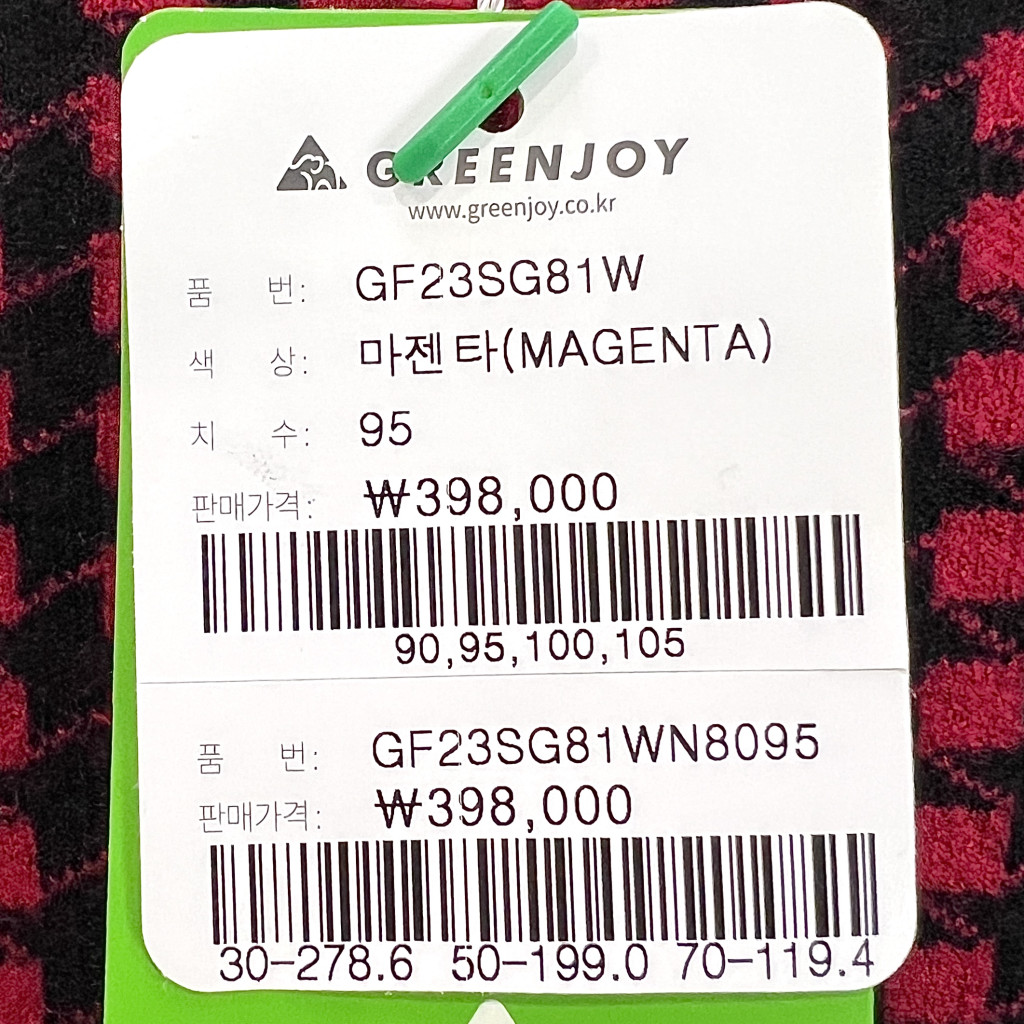 GREENJOY
www.greenjoy.co.kr
품 번: GF23SG81W
색 상: 마젠타(MAGENTA)
치 수: 95
판매가격: ₩398,000
90,95,100,105
품 번: GF23SG81WN8095
판매가격: ₩398,000
30-278.6 50-199.0 70-119.4